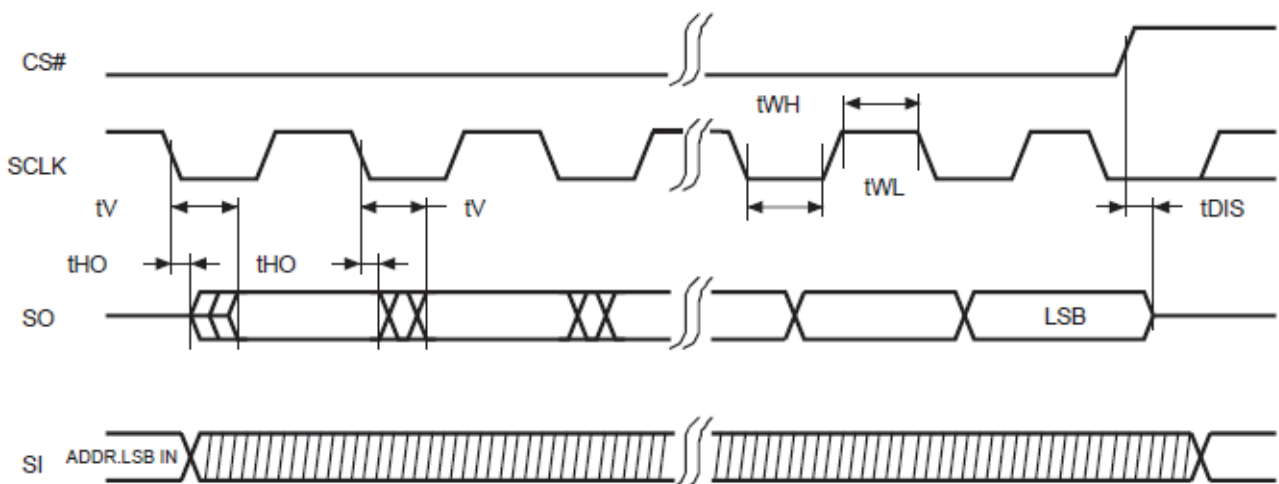 CS#
tWH
SCLK
tWL
tV
tV
tDIS
tHO
tHO
SO
LSB
SI
ADDR.LSB IN